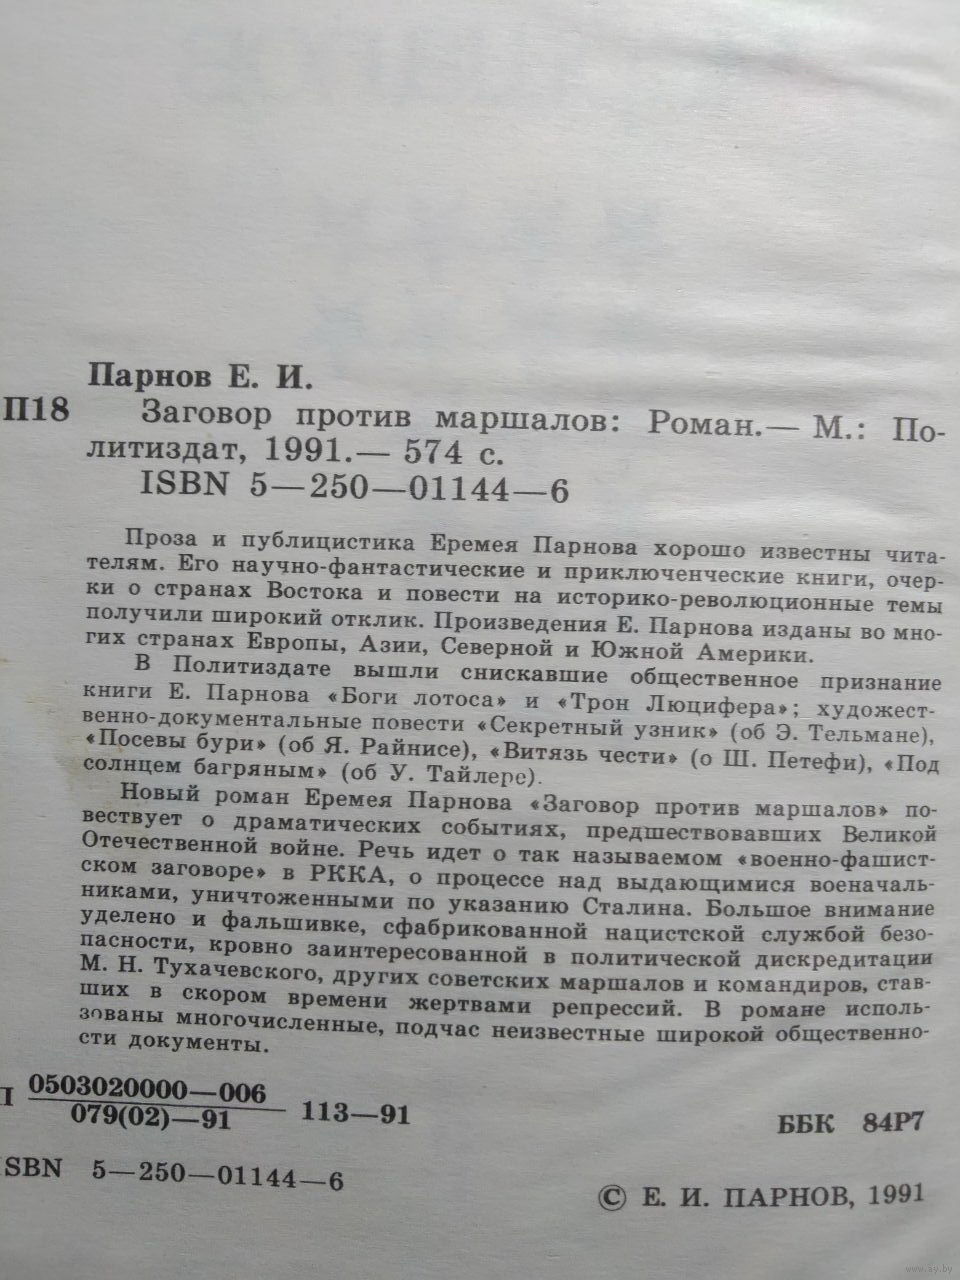 Парнов Е. И.
П18 Заговор против маршалов: Роман.— М.: По-
литиздат, 1991.— 574 с.
ISBN 5—250—01144—6
Проза и публицистика Еремея Парнова хорошо известны чита-
телям. Его научно-фантастические и приключенческие книги, очер-
ки о странах Востока и повести на историко-революционные темы
получили широкий отклик. Произведения Е. Парнова изданы во мно-
гих странах Европы, Азии, Северной и Южной Америки.
В Политиздате вышли снискавшие общественное признание
книги Е. Парнова «Боги лотоса» и «Трон Люцифера»; художест-
венно-документальные повести «Секретный узник» (об Э. Тельмане),
«Посевы бури» (об Я. Райнисе), «Витязь чести» (о Ш. Петефи), «Под
солнцем багряным» (об У. Тайлере).
Новый роман Еремея Парнова «Заговор против маршалов» по-
вествует о драматических событиях, предшествовавших Великой
Отечественной войне. Речь идет о так называемом «военно-фашист-
ском заговоре» в РККА, о процессе над выдающимися военачаль-
никами, уничтоженными по указанию Сталина. Большое внимание
уделено и фальшивке, сфабрикованной нацистской службой безо-
пасности, кровно заинтересованной в политической дискредитации
М. Н. Тухачевского, других советских маршалов и командиров, став-
ших в скором времени жертвами репрессий. В романе исполь-
зованы многочисленные, подчас неизвестные широкой общественно-
сти документы.
П 0503020000—006
079(02)—91 113—91
ББК 84Р7
ISBN 5—250—01144—6
© Е. И. ПАРНОВ, 1991
www.ay.by